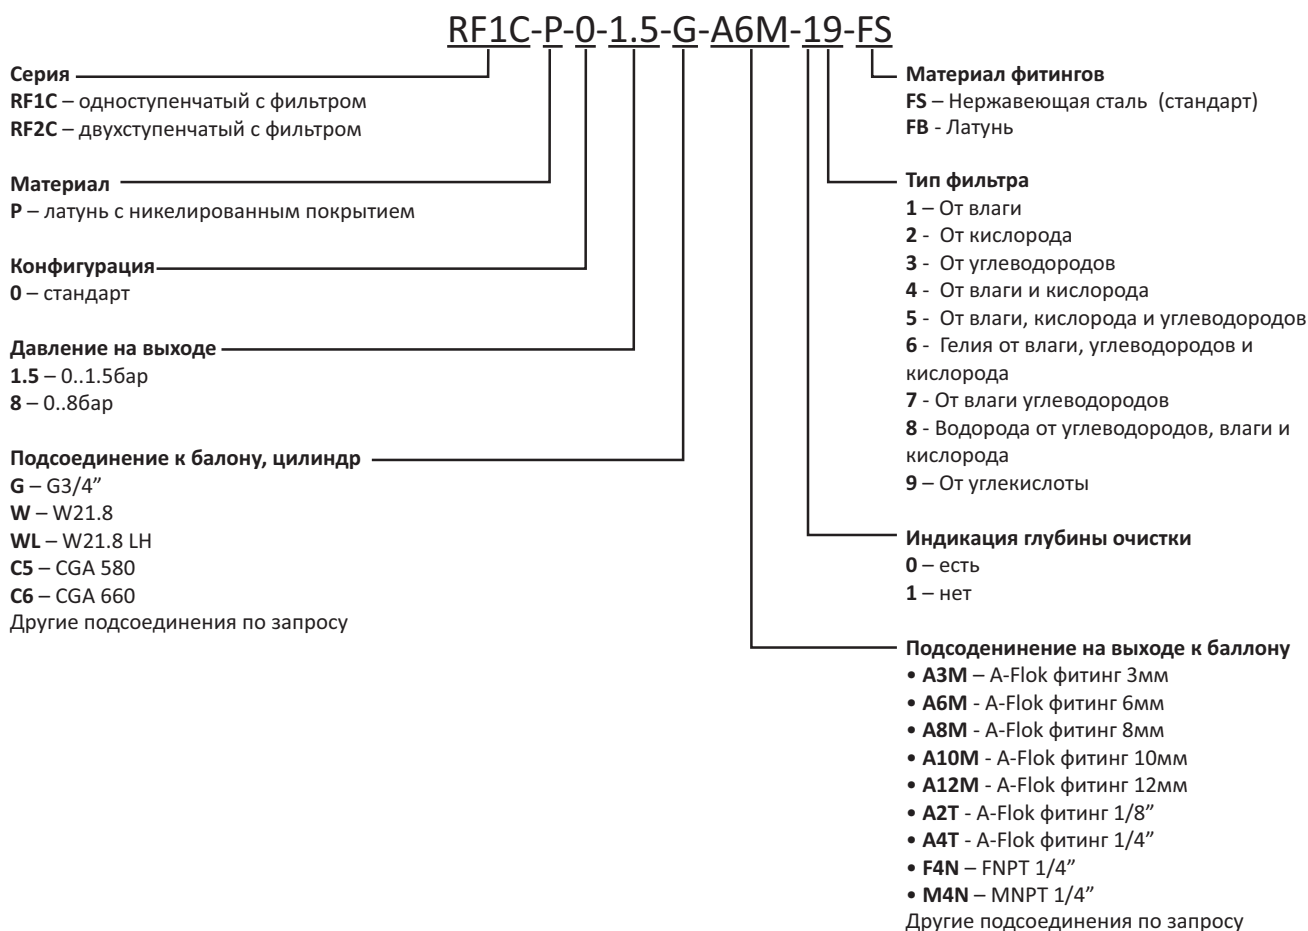 RF1C-P-0-1.5-G-A6M-19-FS
Серия
RF1C – одноступенчатый с фильтром
RF2C – двухступенчатый с фильтром
Материал
P – латунь с никелированным покрытием
Конфигурация
0 – стандарт
Давление на выходе
1.5 – 0..1.5бар
8 – 0..8бар
Подсоединение к балону, цилиндр
G – G3/4”
W – W21.8
WL – W21.8 LH
C5 – CGA 580
C6 – CGA 660
Другие подсоединения по запросу
Материал фитингов
FS – Нержавеющая сталь (стандарт)
FB - Латунь
Тип фильтра
1 – От влаги
2 - От кислорода
3 - От углеводородов
4 - От влаги и кислорода
5 - От влаги, кислорода и углеводородов
6 - Гелия от влаги, углеводородов и
кислорода
7 - От влаги углеводородов
8 - Водорода от углеводородов, влаги и
кислорода
9 – От углекислоты
Индикация глубины очистки
0 – есть
1 – нет
Подсоденинение на выходе к баллону
• A3M – A-Flok фитинг 3мм
• A6M - A-Flok фитинг 6мм
• A8M - A-Flok фитинг 8мм
• A10M - A-Flok фитинг 10мм
• A12M - A-Flok фитинг 12мм
• A2T - A-Flok фитинг 1/8”
• A4T - A-Flok фитинг 1/4”
• F4N – FNPT 1/4”
• M4N – MNPT 1/4”
Другие подсоединения по запросу